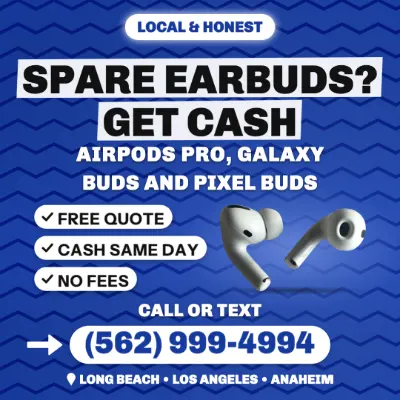 LOCAL & HONEST
SPARE EARBUDS?
GET CASH
AIRPODS PRO, GALAXY
BUDS AND PIXEL BUDS
FREE QUOTE
CASH SAME DAY
NO FEES
CALL OR TEXT
(562) 999-4994
LONG BEACH • LOS ANGELES • ANAHEIM